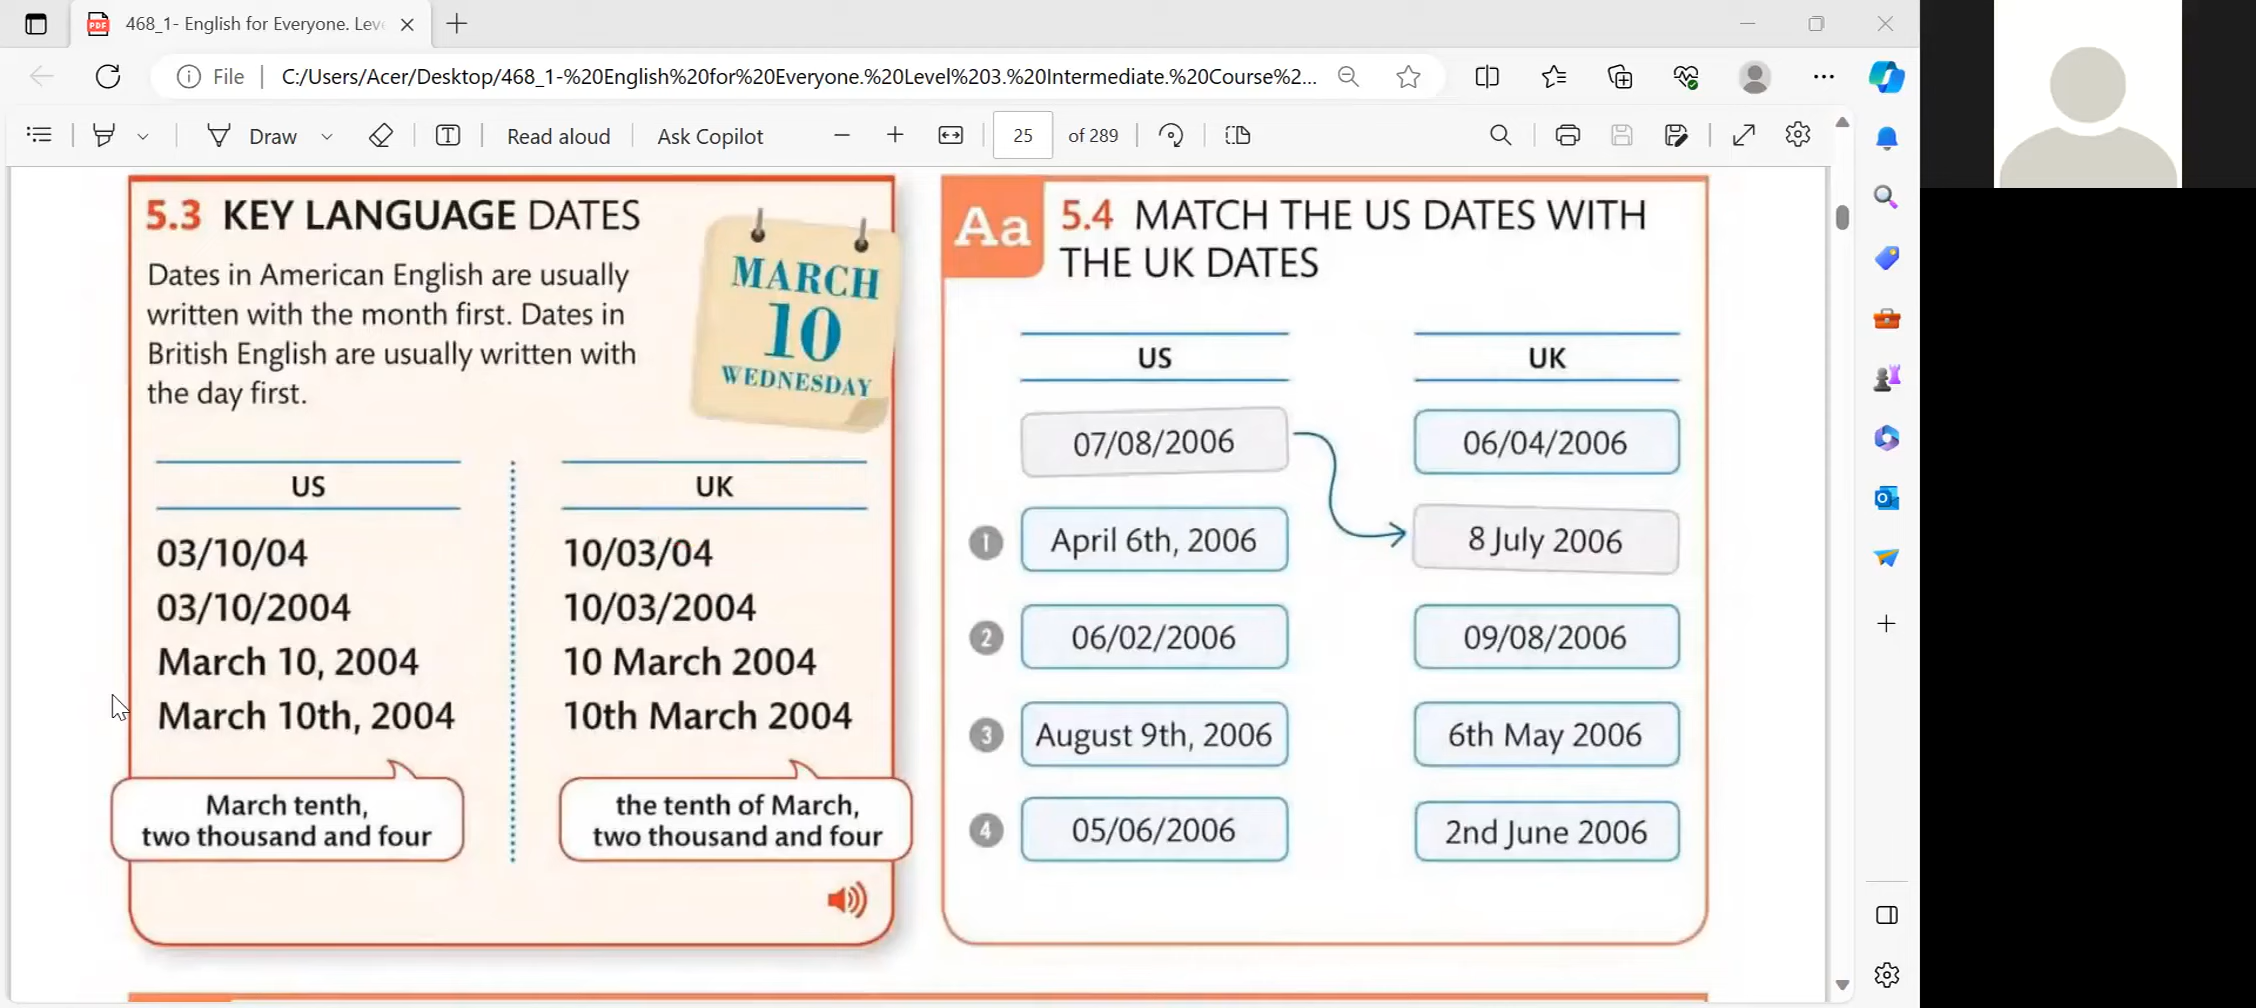 468_1- English for Everyone. Leve
File
C:/Users/Acer/Desktop/468_1-%20English%20for%20Everyone.%20Level%203.%20Intermediate.%20Course%2...
Draw
Read aloud
Ask Copilot
25
of 289
5.3 KEY LANGUAGE DATES
Dates in American English are usually
written with the month first. Dates in
British English are usually written with
the day first.
MARCH
10
WEDNESDAY
US
UK
03/10/04
10/03/04
03/10/2004
10/03/2004
March 10, 2004
10 March 2004
March 10th, 2004
10th March 2004
March tenth,
two thousand and four
the tenth of March,
two thousand and four
Aa
5.4 MATCH THE US DATES WITH
THE UK DATES
US
UK
07/08/2006
06/04/2006
1
April 6th, 2006
8 July 2006
2
06/02/2006
09/08/2006
3
August 9th, 2006
6th May 2006
4
05/06/2006
2nd June 2006